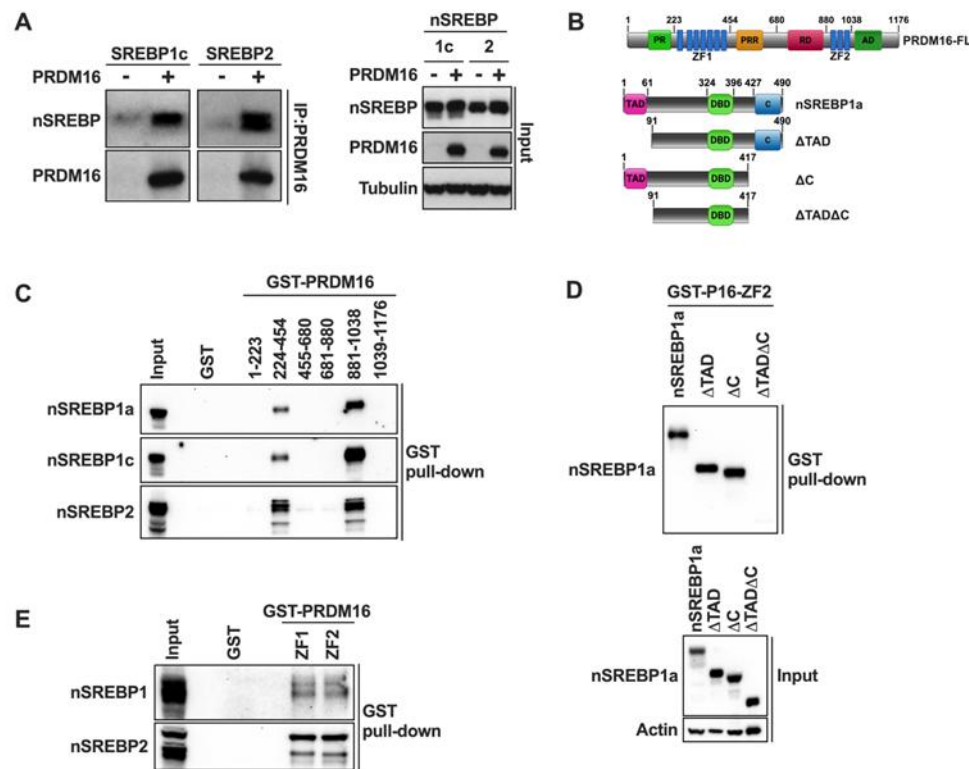 A
SREBP1c SREBP2
PRDM16 - + - +
nSREBP
PRDM16
IP:PRDM16
nSREBP
1c 2
PRDM16 - + - +
nSREBP
PRDM16
Tubulin
Input
B
1 223 454 680 880 1038 1176
PR PRR RD AD PRDM16-FL
ZF1 ZF2
1 61 324 396 427 490
TAD DBD C nSREBP1a
91 490
DBD C ΔTAD
1 417
TAD DBD ΔC
91 417
DBD ΔTADΔC
C
GST-PRDM16
Input GST 1-223 224-454 455-680 681-880 881-1038 1039-1176
nSREBP1a
nSREBP1c
nSREBP2
GST
pull-down
D
GST-P16-ZF2
nSREBP1a ΔTAD ΔC ΔTADΔC
nSREBP1a
GST
pull-down
nSREBP1a ΔTAD ΔC ΔTADΔC
nSREBP1a
Actin
Input
E
GST-PRDM16
Input GST ZF1 ZF2
nSREBP1
nSREBP2
GST
pull-down